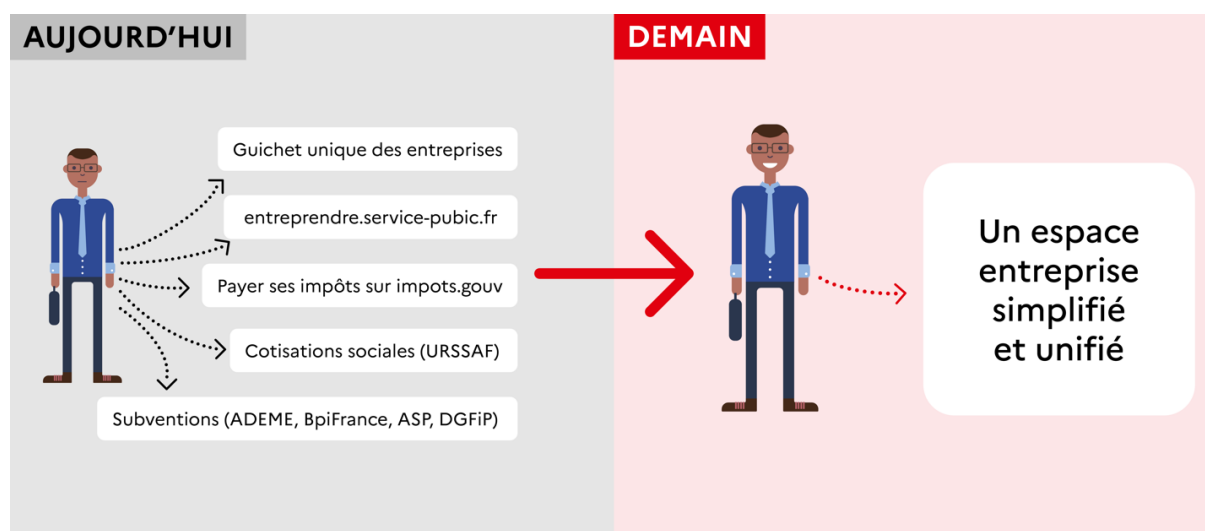 AUJOURD'HUI
Guichet unique des entreprises
entreprendre.service-pubic.fr
Payer ses impôts sur impots.gouv
Cotisations sociales (URSSAF)
Subventions (ADEME, BpiFrance, ASP, DGFiP)
DEMAIN
Un espace
entreprise
simplifié
et unifié